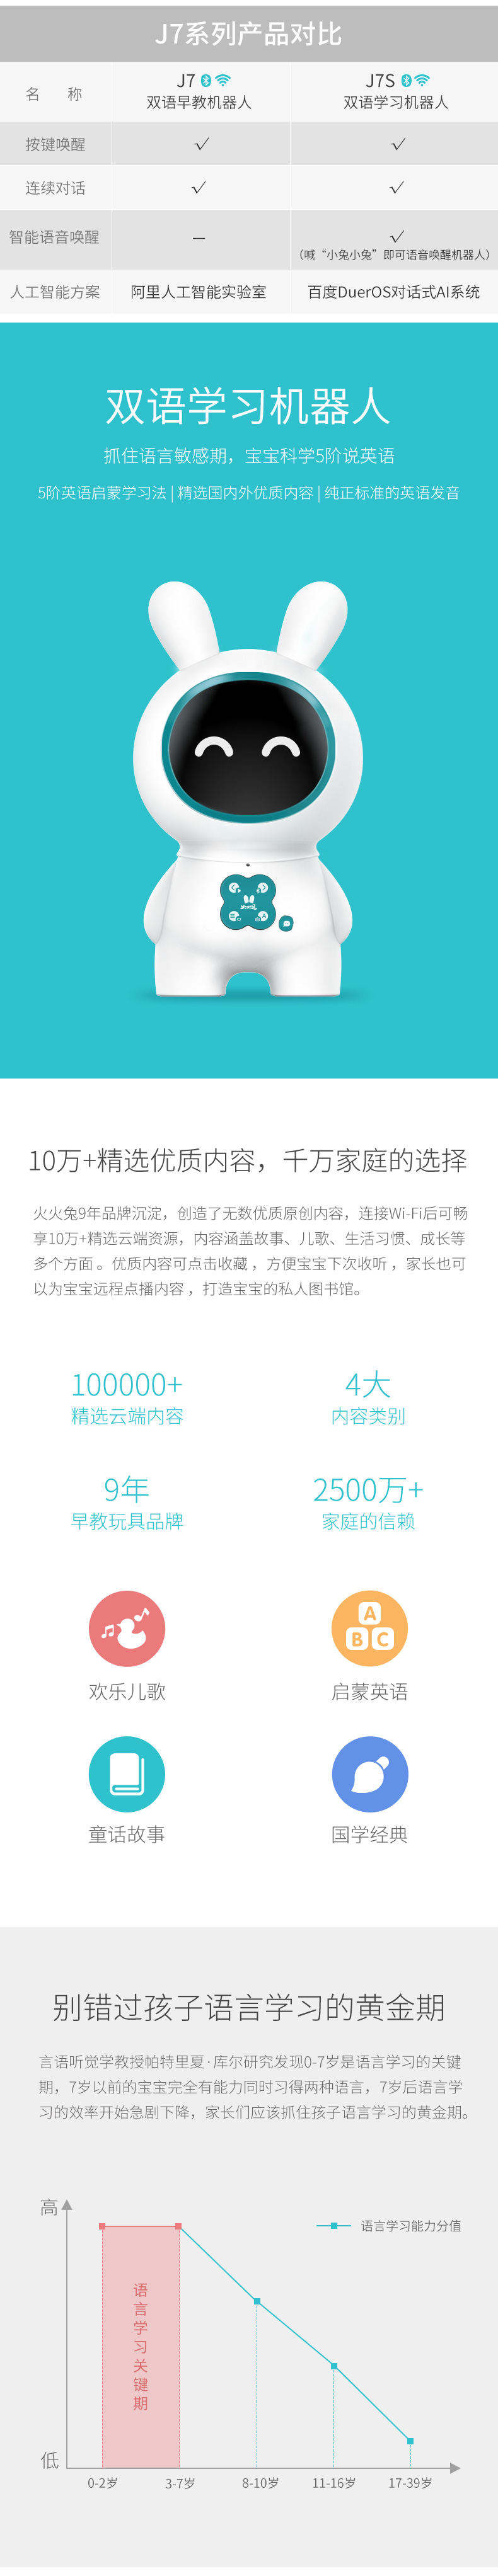 J7系列产品对比
名 称
J7
双语早教机器人
J7S
双语学习机器人
按键唤醒 √ √
连续对话 √ √
智能语音唤醒 — √
（喊“小兔小兔”即可语音唤醒机器人）
人工智能方案 阿里人工智能实验室 百度DuerOS对话式AI系统
双语学习机器人
抓住语言敏感期，宝宝科学5阶说英语
5阶英语启蒙学习法 | 精选国内外优质内容 | 纯正标准的英语发音
10万+精选优质内容，千万家庭的选择
火火兔9年品牌沉淀，创造了无数优质原创内容，连接Wi-Fi后可畅
享10万+精选云端资源，内容涵盖故事、儿歌、生活习惯、成长等
多个方面 。优质内容可点击收藏 ，方便宝宝下次收听 ，家长也可
以为宝宝远程点播内容 ，打造宝宝的私人图书馆。
100000+ 4大
精选云端内容 内容类别
9年 2500万+
早教玩具品牌 家庭的信赖
A
B C
欢乐儿歌 启蒙英语
童话故事 国学经典
别错过孩子语言学习的黄金期
言语听觉学教授帕特里夏·库尔研究发现0-7岁是语言学习的关键
期，7岁以前的宝宝完全有能力同时习得两种语言，7岁后语言学
习的效率开始急剧下降，家长们应该抓住孩子语言学习的黄金期。
高
语言学习能力分值
语
言
学
习
关
键
期
低
0-2岁 3-7岁 8-10岁 11-16岁 17-39岁